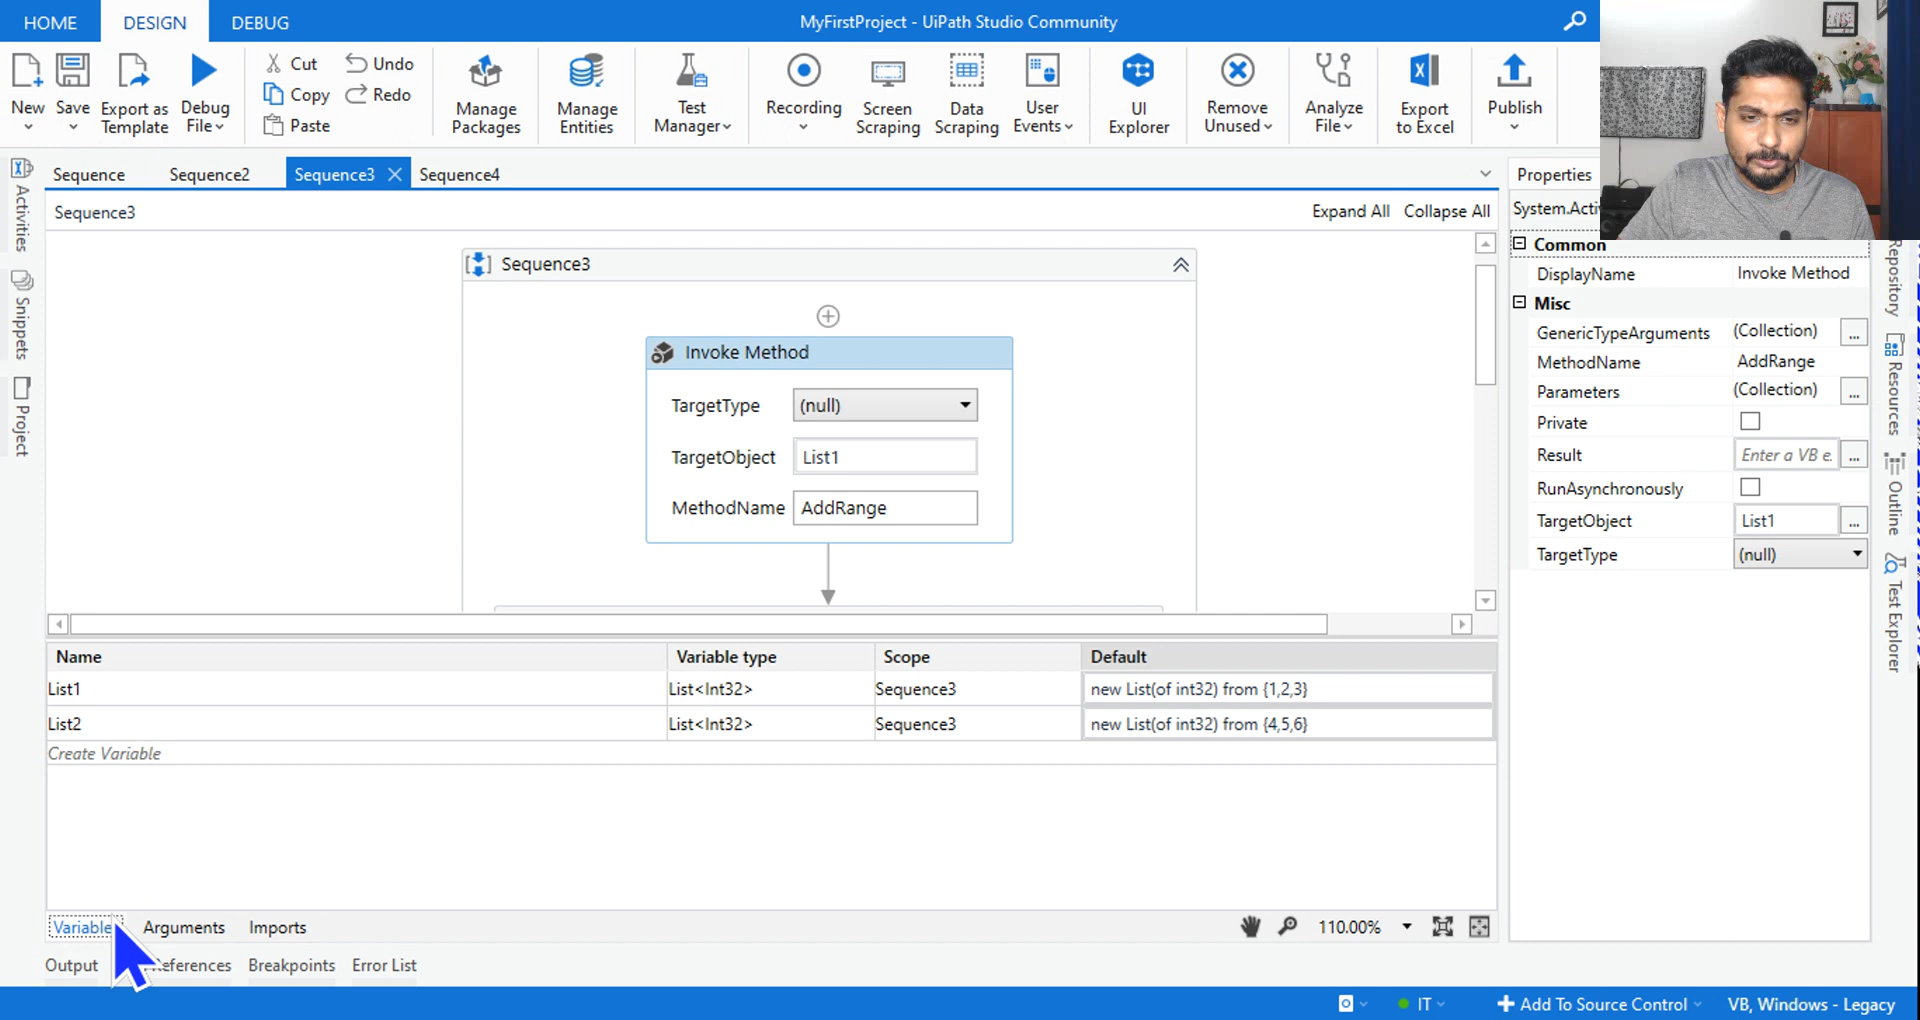 HOME DESIGN DEBUG MyFirstProject - UiPath Studio Community
New Save Export as Template Debug File
Cut Copy Paste Undo Redo
Manage Packages Manage Entities Test Manager Recording Screen Scraping Data Scraping User Events UI Explorer Remove Unused Analyze File Export to Excel Publish
Sequence Sequence2 Sequence3 Sequence4
Sequence3 Expand All Collapse All
Activities
Snippets
Project
Sequence3
Invoke Method
TargetType (null)
TargetObject List1
MethodName AddRange
Name Variable type Scope Default
List1 List<Int32> Sequence3 new List(of int32) from {1,2,3}
List2 List<Int32> Sequence3 new List(of int32) from {4,5,6}
Create Variable
Arguments Imports 110.00%
Output References Breakpoints Error List
Properties
Common
DisplayName Invoke Method
Misc
GenericTypeArguments (Collection) ...
MethodName AddRange
Parameters (Collection) ...
Private
Result Enter a VB e. ...
RunAsynchronously
TargetObject List1 ...
TargetType (null)
Repository
Resources
Outline
Test Explorer
IT Add To Source Control VB, Windows - Legacy